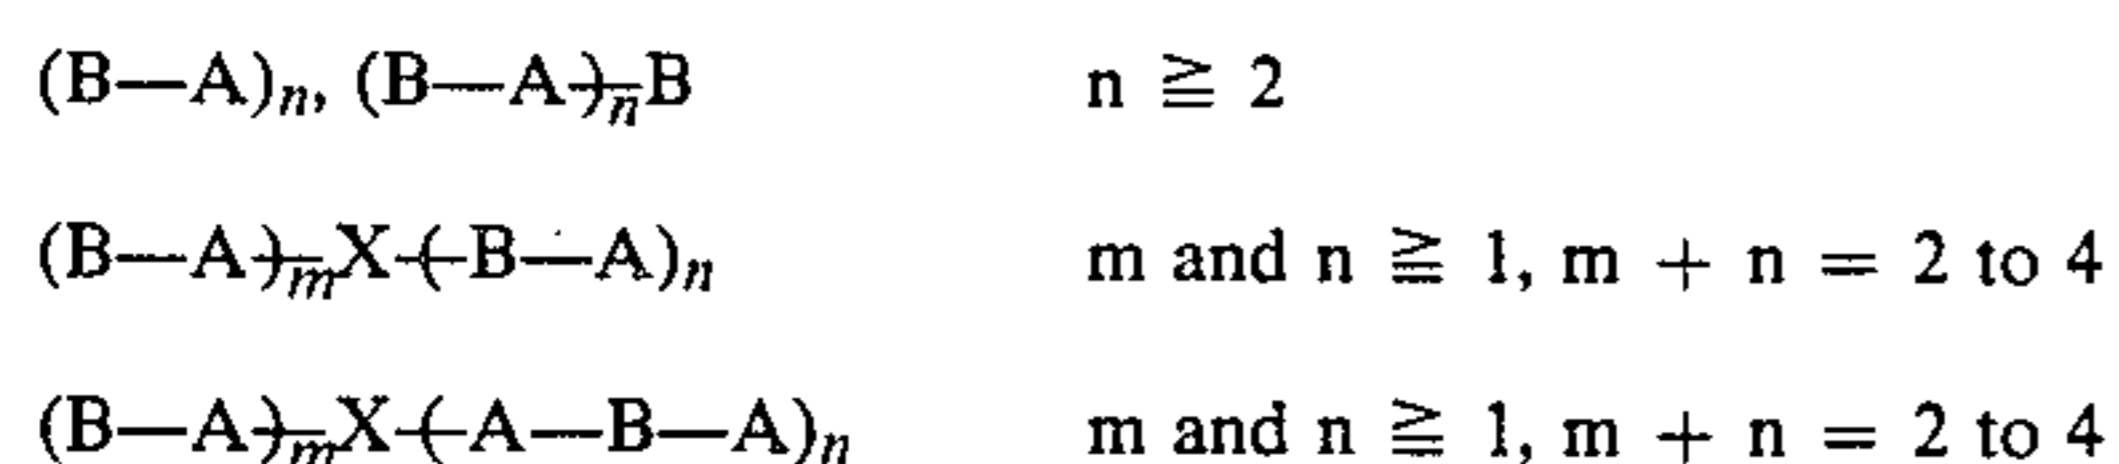 (B—A)n, (B—A)nB n ≧ 2
(B—A)mX(B—A)n m and n ≧ 1, m + n = 2 to 4
(B—A)mX(A—B—A)n m and n ≧ 1, m + n = 2 to 4